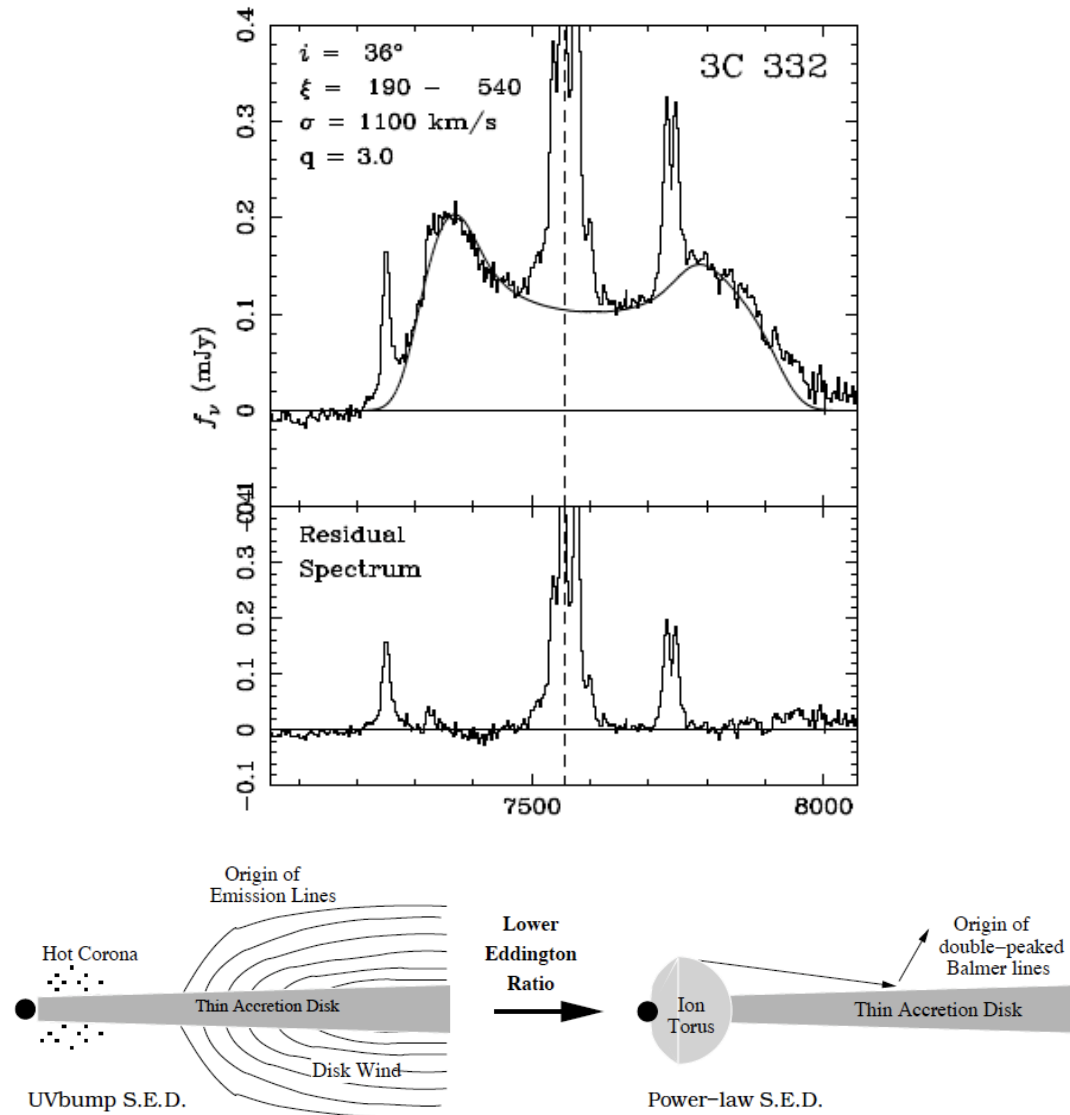 i = 36°
ξ = 190 – 540
σ = 1100 km/s
q = 3.0
3C 332
0.4
0.3
0.2
0.1
0
fν (mJy)
Residual
Spectrum
0.3
0.2
0.1
0
−0.1
7500
8000
Origin of
Emission Lines
Hot Corona
Thin Accretion Disk
Disk Wind
UVbump S.E.D.
Lower
Eddington
Ratio
Origin of
double–peaked
Balmer lines
Ion
Torus
Thin Accretion Disk
Power–law S.E.D.